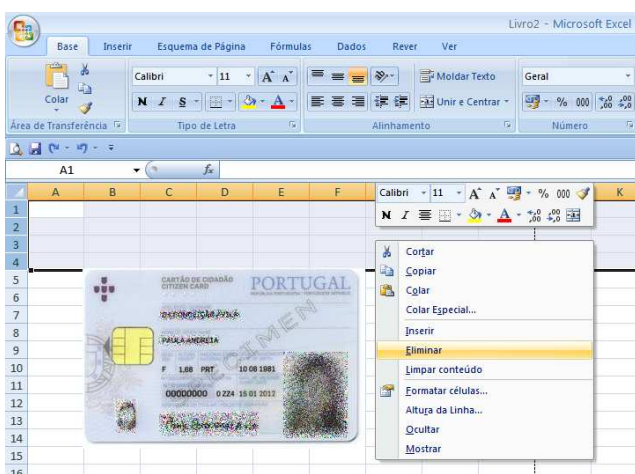 Livro2 - Microsoft Excel
Base Inserir Esquema de Página Fórmulas Dados Rever Ver
Colar
Calibri 11 A A
Moldar Texto
Geral
N I S A
Unir e Centrar
% 000 ,00 ,00
Área de Transferência Tipo de Letra Alinhamento Número
A1 fx
A B C D E F K
Calibri 11 A A % 000
N I A
1
2
3
4
5
6
7
8
9
10
11
12
13
14
15
16
CARTÃO DE CIDADÃO
CITIZEN CARD
PORTUGAL
PAULA ANDREIA
F 1,68 PRT 10 08 1981
00000000 0 ZZ4 15 01 2012
SPECIMEN
Cortar
Copiar
Colar
Colar Especial...
Inserir
Eliminar
Limpar conteúdo
Formatar células...
Altura da Linha...
Ocultar
Mostrar